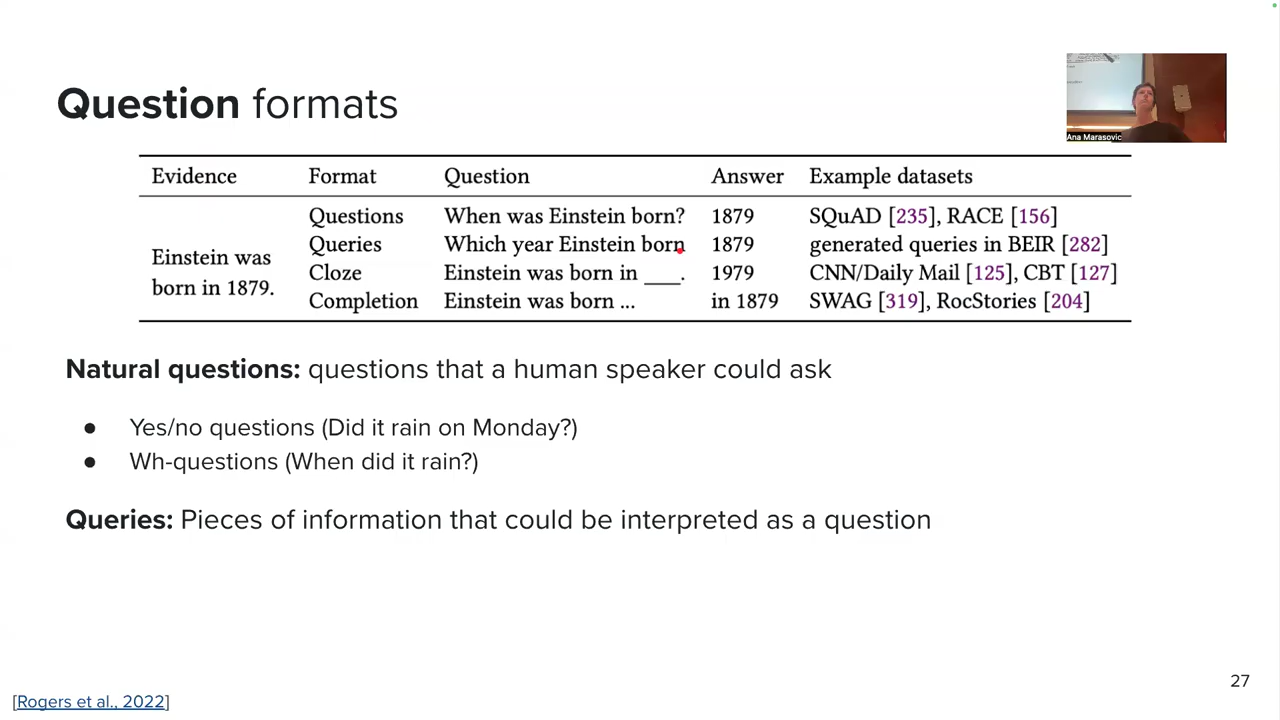 Question formats
Ana Marasovic
Evidence Format Question Answer Example datasets
Questions When was Einstein born? 1879 SQuAD [235], RACE [156]
Einstein was born in 1879. Queries Which year Einstein born 1879 generated queries in BEIR [282]
Cloze Einstein was born in ____. 1979 CNN/Daily Mail [125], CBT [127]
Completion Einstein was born ... in 1879 SWAG [319], RocStories [204]
Natural questions: questions that a human speaker could ask
● Yes/no questions (Did it rain on Monday?)
● Wh-questions (When did it rain?)
Queries: Pieces of information that could be interpreted as a question
27
[Rogers et al., 2022]